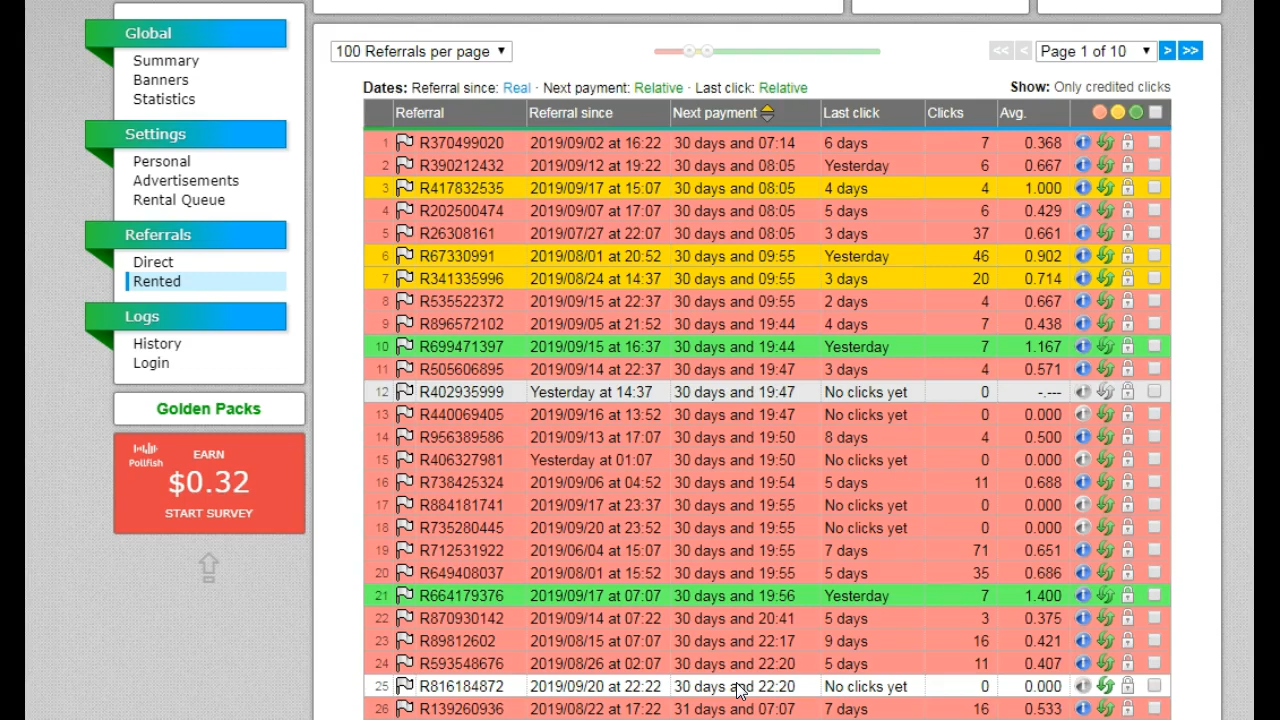 Global
Summary
Banners
Statistics
Settings
Personal
Advertisements
Rental Queue
Referrals
Direct
Rented
Logs
History
Login
Golden Packs
Pollfish
EARN
$0.32
START SURVEY
100 Referrals per page
<< < Page 1 of 10 > >>
Dates: Referral since: Real · Next payment: Relative · Last click: Relative
Show: Only credited clicks
Referral Referral since Next payment Last click Clicks Avg.
1 R370499020 2019/09/02 at 16:22 30 days and 07:14 6 days 7 0.368
2 R390212432 2019/09/12 at 19:22 30 days and 08:05 Yesterday 6 0.667
3 R417832535 2019/09/17 at 15:07 30 days and 08:05 4 days 4 1.000
4 R202500474 2019/09/07 at 17:07 30 days and 08:05 5 days 6 0.429
5 R26308161 2019/07/27 at 22:07 30 days and 08:05 3 days 37 0.661
6 R67330991 2019/08/01 at 20:52 30 days and 09:55 Yesterday 46 0.902
7 R341335996 2019/08/24 at 14:37 30 days and 09:55 3 days 20 0.714
8 R535522372 2019/09/15 at 22:37 30 days and 09:55 2 days 4 0.667
9 R896572102 2019/09/05 at 21:52 30 days and 19:44 4 days 7 0.438
10 R699471397 2019/09/15 at 16:37 30 days and 19:44 Yesterday 7 1.167
11 R505606895 2019/09/14 at 22:37 30 days and 19:47 3 days 4 0.571
12 R402935999 Yesterday at 14:37 30 days and 19:47 No clicks yet 0 -.---
13 R440069405 2019/09/16 at 13:52 30 days and 19:47 No clicks yet 0 0.000
14 R956389586 2019/09/13 at 17:07 30 days and 19:50 8 days 4 0.500
15 R406327981 Yesterday at 01:07 30 days and 19:50 No clicks yet 0 0.000
16 R738425324 2019/09/06 at 04:52 30 days and 19:54 5 days 11 0.688
17 R884181741 2019/09/17 at 23:37 30 days and 19:55 No clicks yet 0 0.000
18 R735280445 2019/09/20 at 23:52 30 days and 19:55 No clicks yet 0 0.000
19 R712531922 2019/06/04 at 15:07 30 days and 19:55 7 days 71 0.651
20 R649408037 2019/08/01 at 15:52 30 days and 19:55 5 days 35 0.686
21 R664179376 2019/09/17 at 07:07 30 days and 19:56 Yesterday 7 1.400
22 R870930142 2019/09/14 at 07:22 30 days and 20:41 5 days 3 0.375
23 R89812602 2019/08/15 at 07:07 30 days and 22:17 9 days 16 0.421
24 R593548676 2019/08/26 at 02:07 30 days and 22:20 5 days 11 0.407
25 R816184872 2019/09/20 at 22:22 30 days and 22:20 No clicks yet 0 0.000
26 R139260936 2019/08/22 at 17:22 31 days and 07:07 7 days 16 0.533